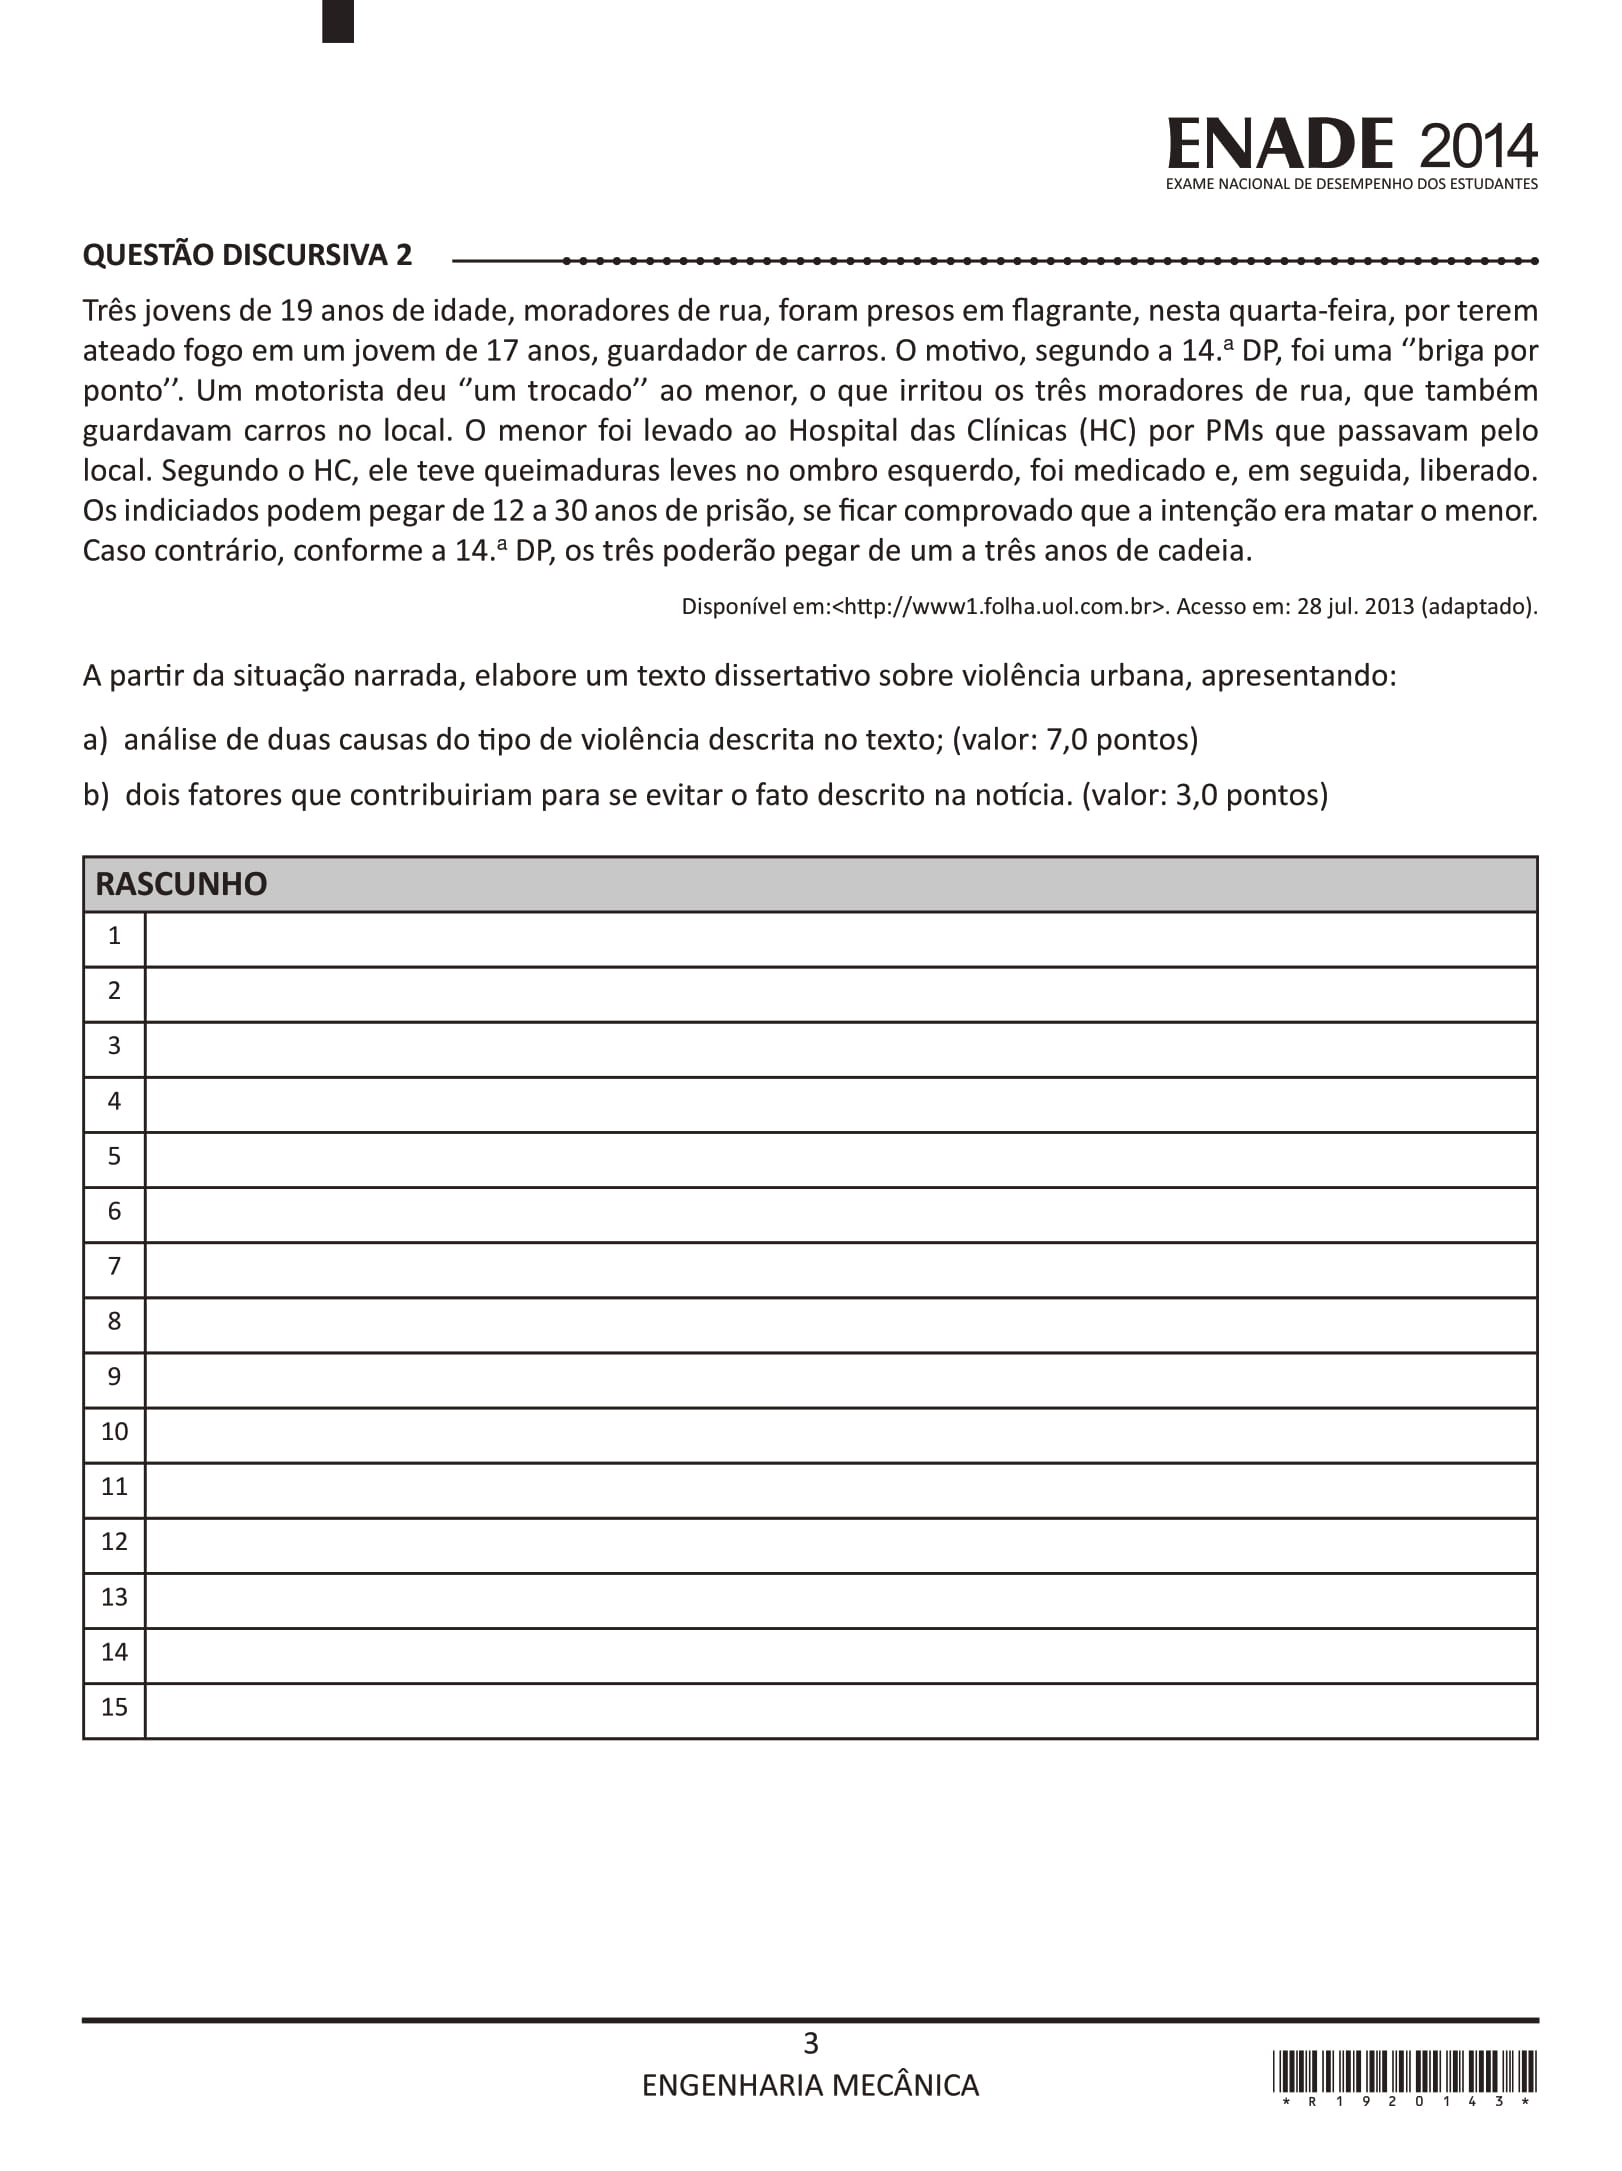 ENADE 2014
EXAME NACIONAL DE DESEMPENHO DOS ESTUDANTES
QUESTÃO DISCURSIVA 2
Três jovens de 19 anos de idade, moradores de rua, foram presos em flagrante, nesta quarta-feira, por terem
ateado fogo em um jovem de 17 anos, guardador de carros. O motivo, segundo a 14.ª DP, foi uma ‘’briga por
ponto’’. Um motorista deu ‘’um trocado’’ ao menor, o que irritou os três moradores de rua, que também
guardavam carros no local. O menor foi levado ao Hospital das Clínicas (HC) por PMs que passavam pelo
local. Segundo o HC, ele teve queimaduras leves no ombro esquerdo, foi medicado e, em seguida, liberado.
Os indiciados podem pegar de 12 a 30 anos de prisão, se ficar comprovado que a intenção era matar o menor.
Caso contrário, conforme a 14.ª DP, os três poderão pegar de um a três anos de cadeia.
Disponível em:<http://www1.folha.uol.com.br>. Acesso em: 28 jul. 2013 (adaptado).
A partir da situação narrada, elabore um texto dissertativo sobre violência urbana, apresentando:
a) análise de duas causas do tipo de violência descrita no texto; (valor: 7,0 pontos)
b) dois fatores que contribuiriam para se evitar o fato descrito na notícia. (valor: 3,0 pontos)
RASCUNHO
1
2
3
4
5
6
7
8
9
10
11
12
13
14
15
3
ENGENHARIA MECÂNICA
*R1920143*